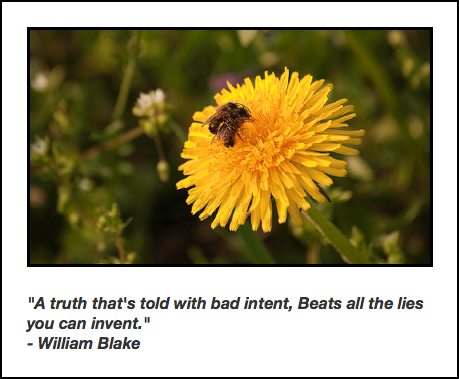 "A truth that's told with bad intent, Beats all the lies
you can invent."
- William Blake